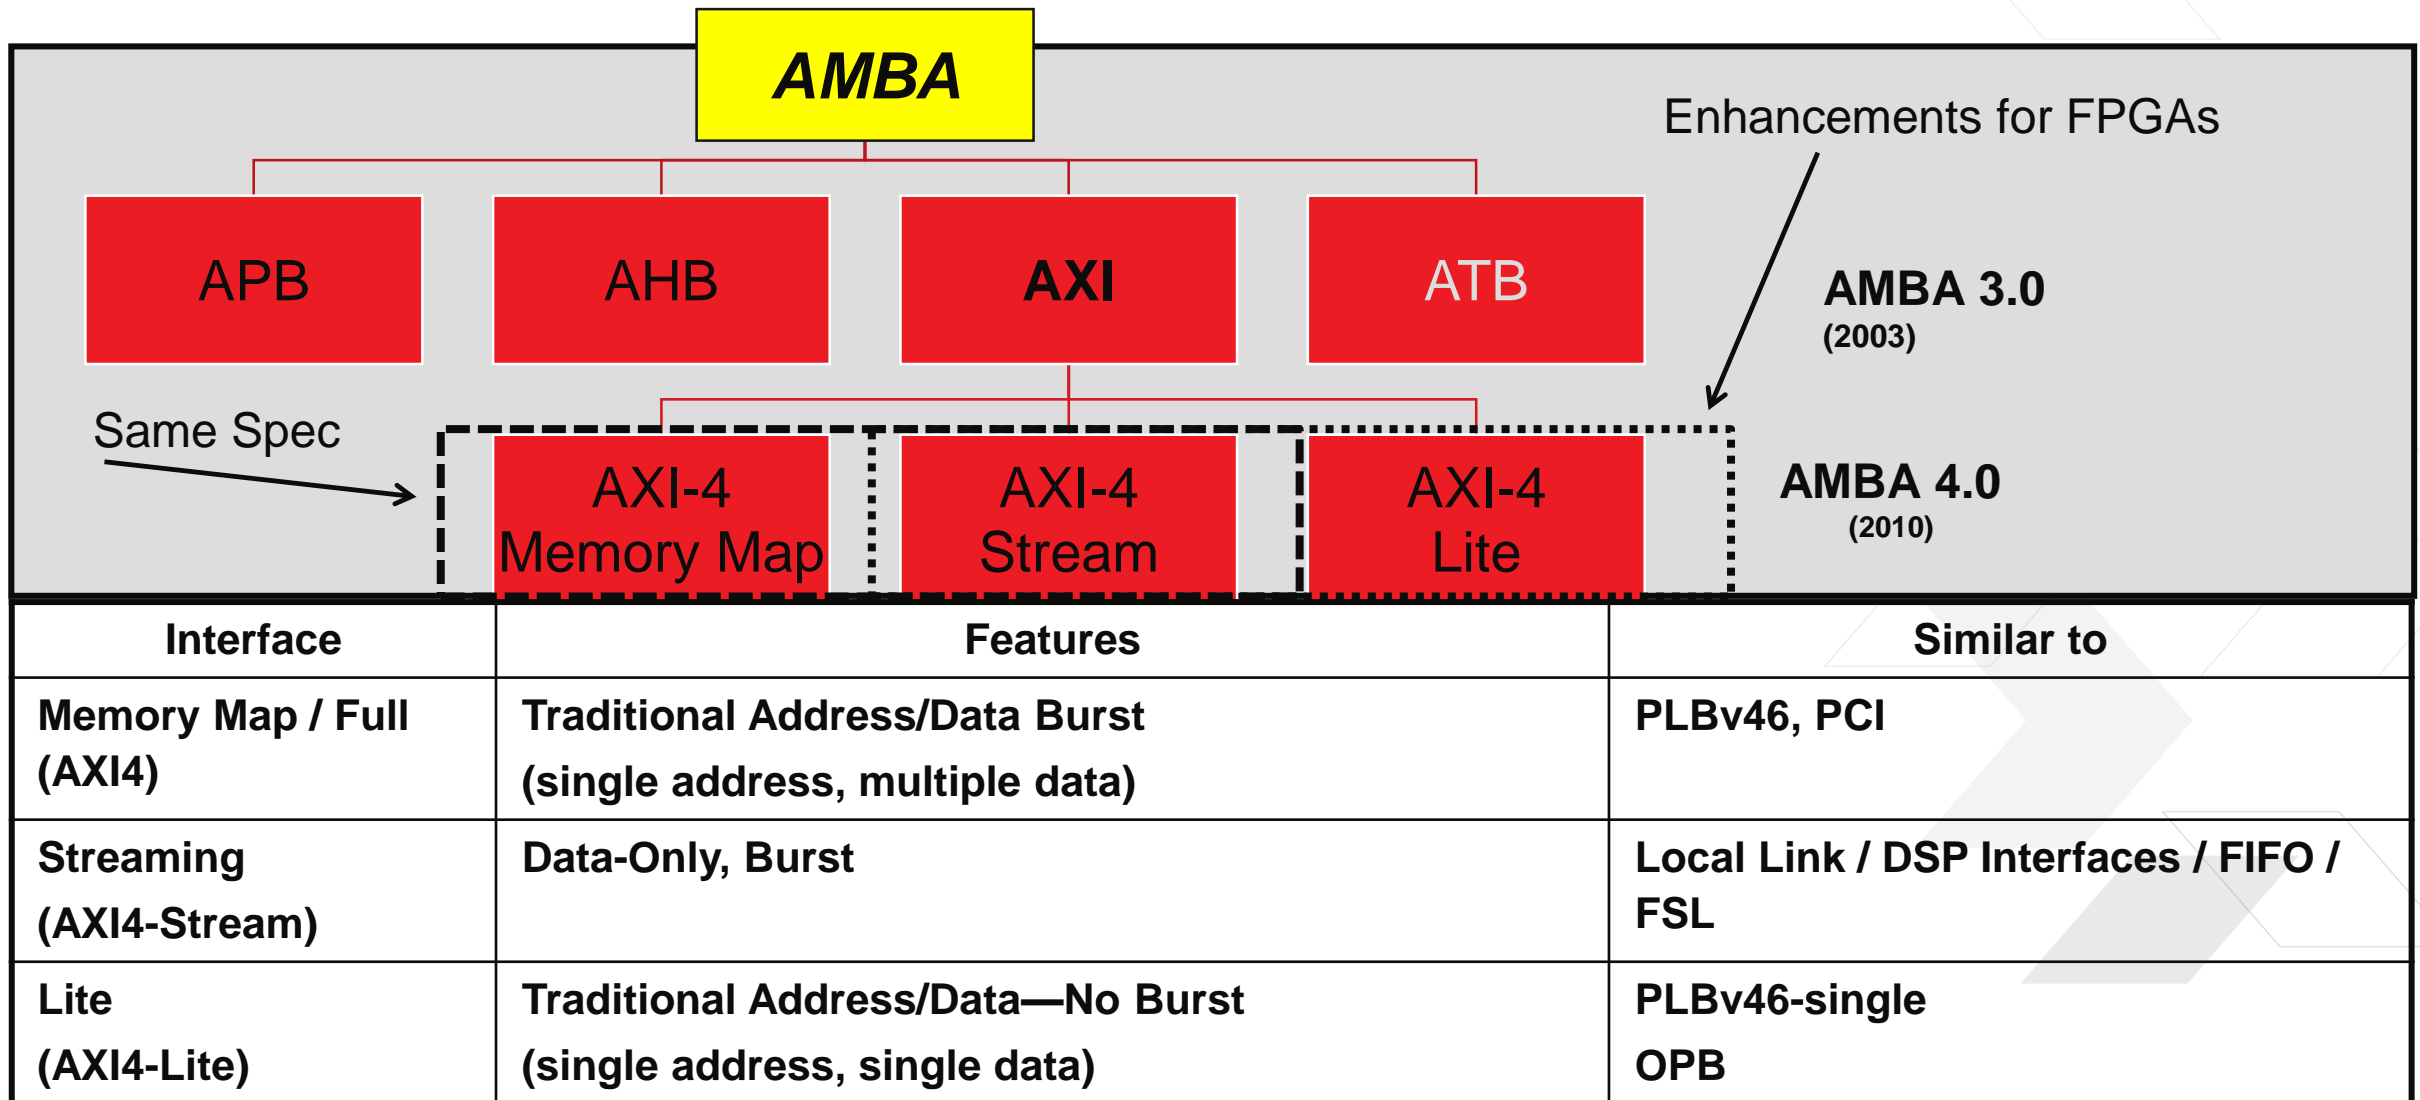 AMBA
Enhancements for FPGAs
APB
AHB
AXI
ATB
AMBA 3.0
(2003)
Same Spec
AXI-4
Memory Map
AXI-4
Stream
AXI-4
Lite
AMBA 4.0
(2010)
Interface
Features
Similar to
Memory Map / Full
(AXI4)
Traditional Address/Data Burst
(single address, multiple data)
PLBv46, PCI
Streaming
(AXI4-Stream)
Data-Only, Burst
Local Link / DSP Interfaces / FIFO /
FSL
Lite
(AXI4-Lite)
Traditional Address/Data—No Burst
(single address, single data)
PLBv46-single
OPB